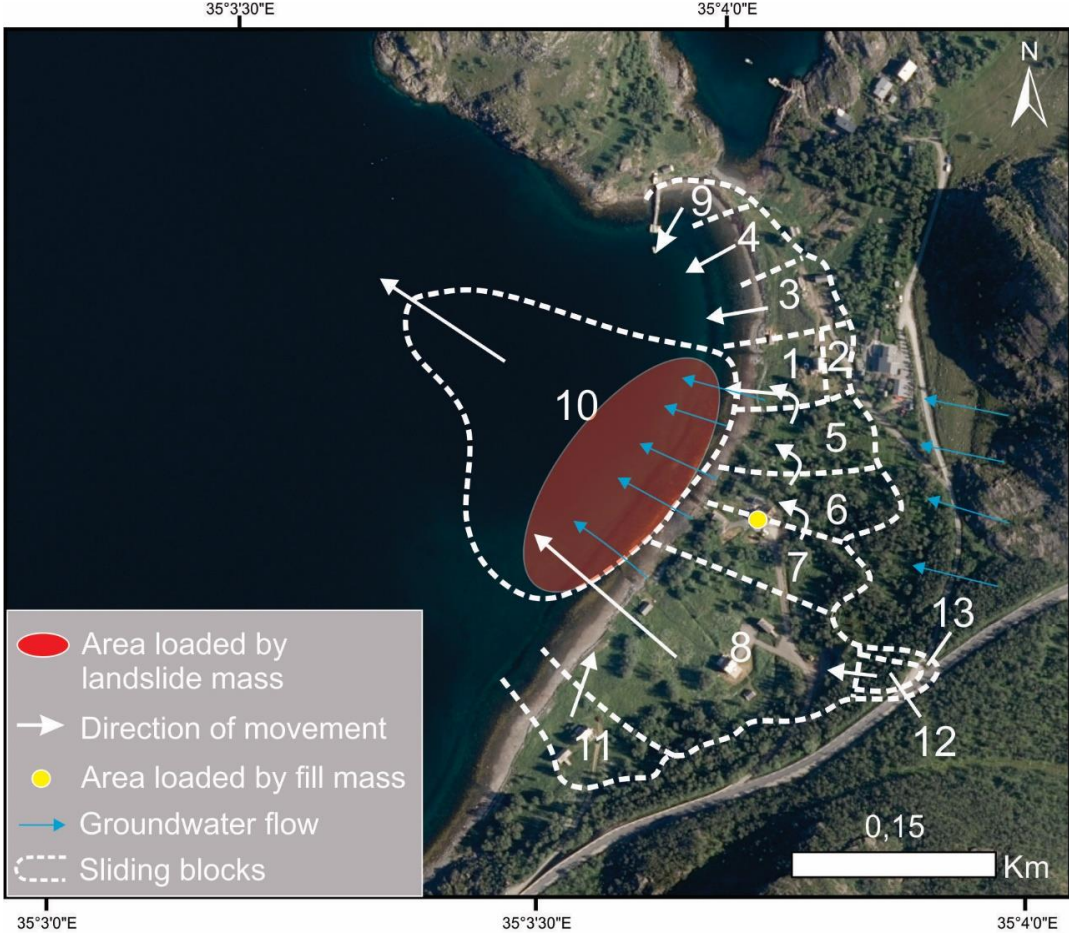 35°3'30"E
35°4'0"E
N
9
4
3
2
1
10
5
6
7
13
8
12
11
Area loaded by
landslide mass
Direction of movement
Area loaded by fill mass
Groundwater flow
Sliding blocks
0,15
Km
35°3'0"E
35°3'30"E
35°4'0"E